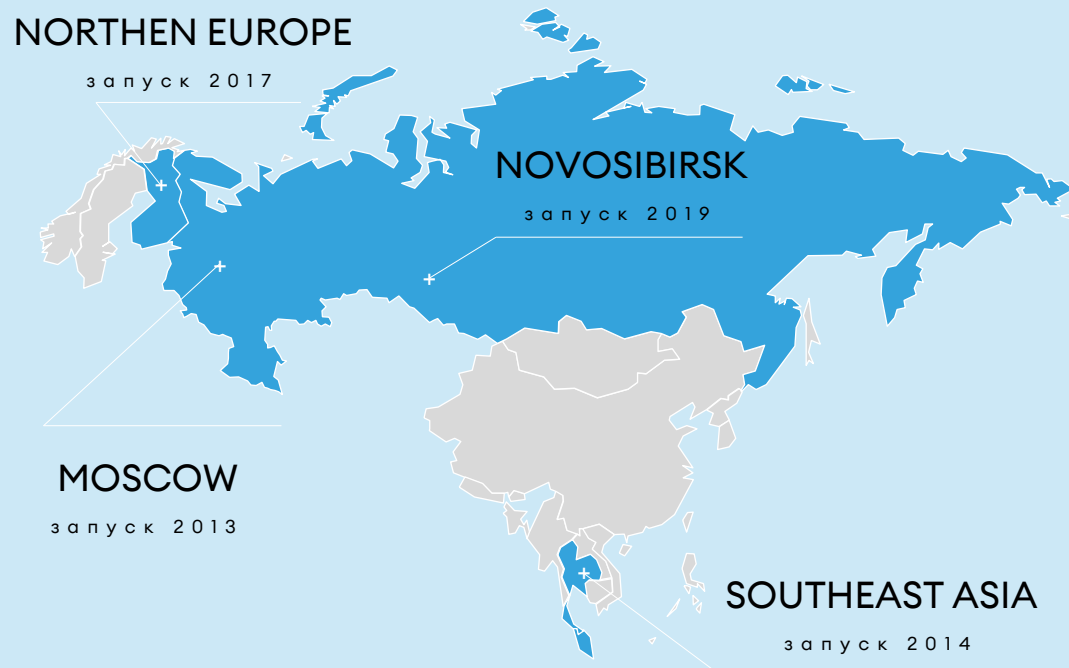 NORTHEN EUROPE
запуск 2017
NOVOSIBIRSK
запуск 2019
MOSCOW
запуск 2013
SOUTHEAST ASIA
запуск 2014